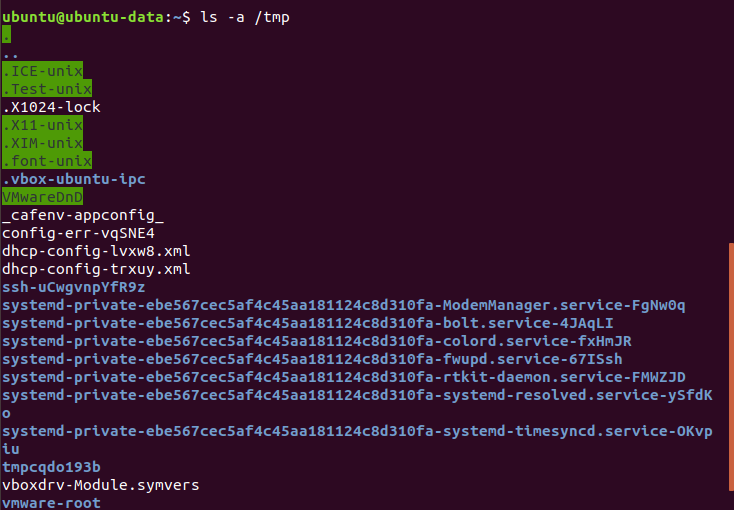 ubuntu@ubuntu-data:~$ ls -a /tmp
.
..
.ICE-unix
.Test-unix
.X1024-lock
.X11-unix
.XIM-unix
.font-unix
.vbox-ubuntu-ipc
VMwareDnD
_cafenv-appconfig_
config-err-vqSNE4
dhcp-config-lvxw8.xml
dhcp-config-trxuy.xml
ssh-uCwgvnpYfR9z
systemd-private-ebe567cec5af4c45aa181124c8d310fa-ModemManager.service-FgNw0q
systemd-private-ebe567cec5af4c45aa181124c8d310fa-bolt.service-4JAqLI
systemd-private-ebe567cec5af4c45aa181124c8d310fa-colord.service-fxHmJR
systemd-private-ebe567cec5af4c45aa181124c8d310fa-fwupd.service-67ISsh
systemd-private-ebe567cec5af4c45aa181124c8d310fa-rtkit-daemon.service-FMWZJD
systemd-private-ebe567cec5af4c45aa181124c8d310fa-systemd-resolved.service-ySfdK
o
systemd-private-ebe567cec5af4c45aa181124c8d310fa-systemd-timesyncd.service-OKvp
iu
tmpcqdo193b
vboxdrv-Module.symvers
vmware-root